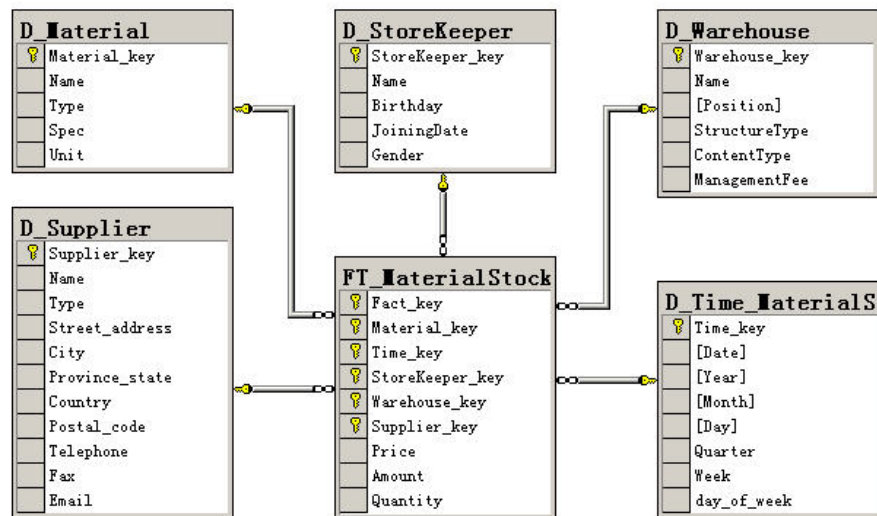 D_Material
Material_key
Name
Type
Spec
Unit
D_StoreKeeper
StoreKeeper_key
Name
Birthday
JoiningDate
Gender
D_Warehouse
Warehouse_key
Name
[Position]
StructureType
ContentType
ManagementFee
D_Supplier
Supplier_key
Name
Type
Street_address
City
Province_state
Country
Postal_code
Telephone
Fax
Email
FT_MaterialStock
Fact_key
Material_key
Time_key
StoreKeeper_key
Warehouse_key
Supplier_key
Price
Amount
Quantity
D_Time_MaterialS
Time_key
[Date]
[Year]
[Month]
[Day]
Quarter
Week
day_of_week